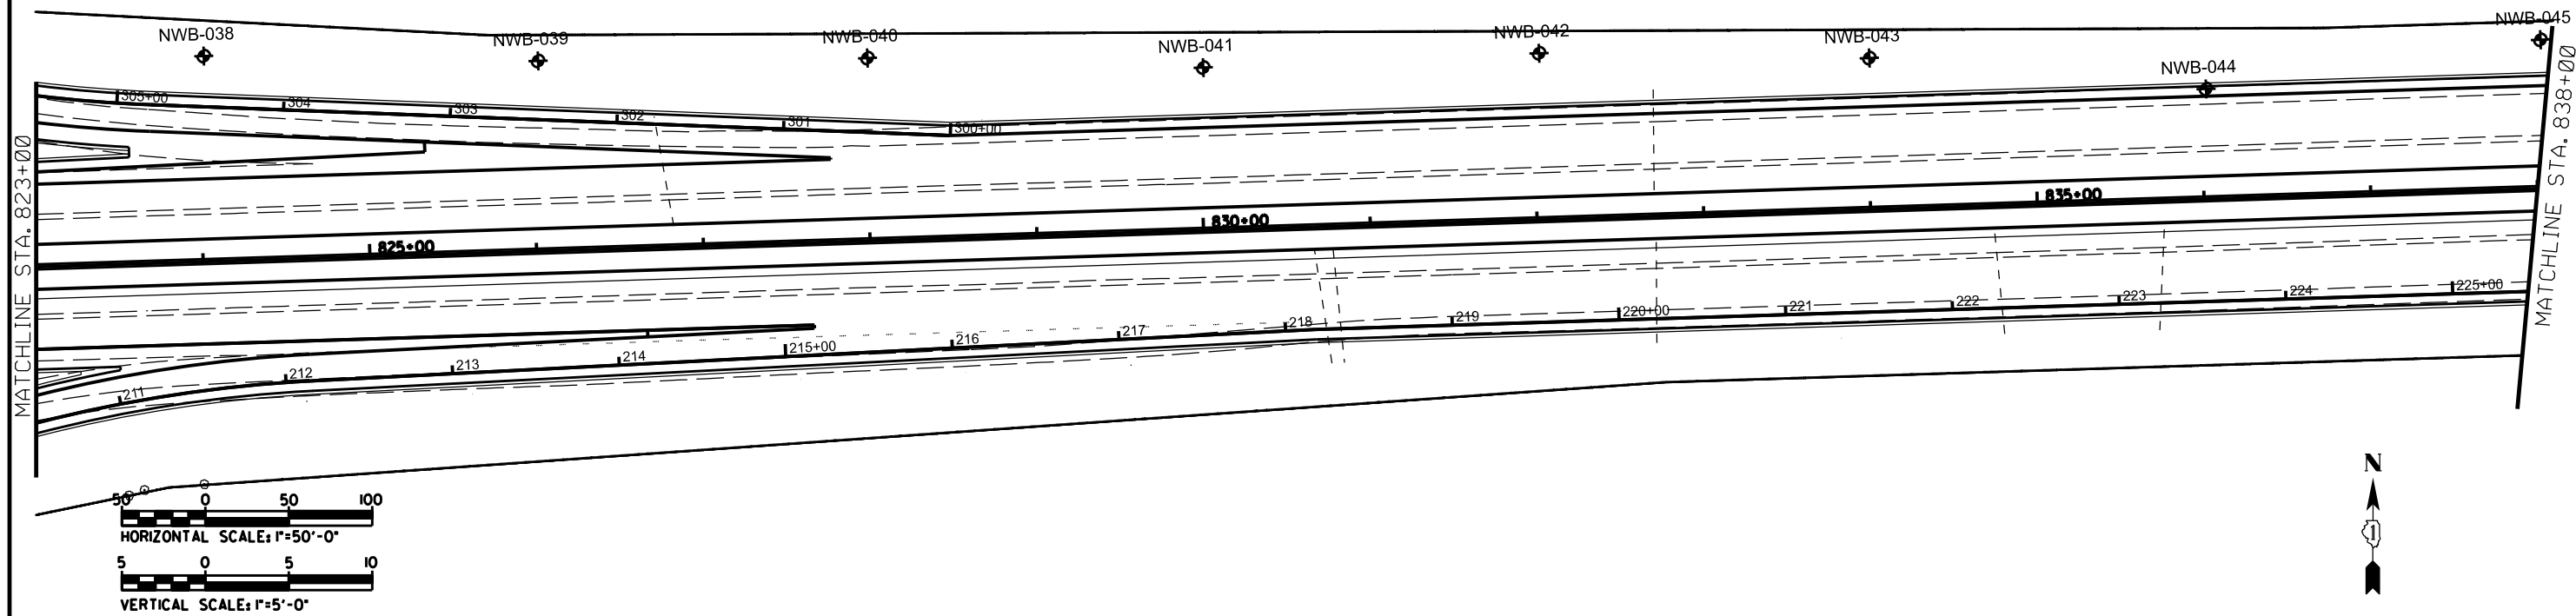 NWB-038
NWB-039
NWB-040
NWB-041
NWB-042
NWB-043
NWB-044
NWB-045
305+00
304
303
302
301
300+00
MATCHLINE STA. 823+00
825+00
830+00
835+00
MATCHLINE STA. 838+00
211
212
213
214
215+00
216
217
218
219
220+00
221
222
223
224
225+00
50 0 50 100
HORIZONTAL SCALE: 1"=50'-0"
5 0 5 10
VERTICAL SCALE: 1"=5'-0"
N
1